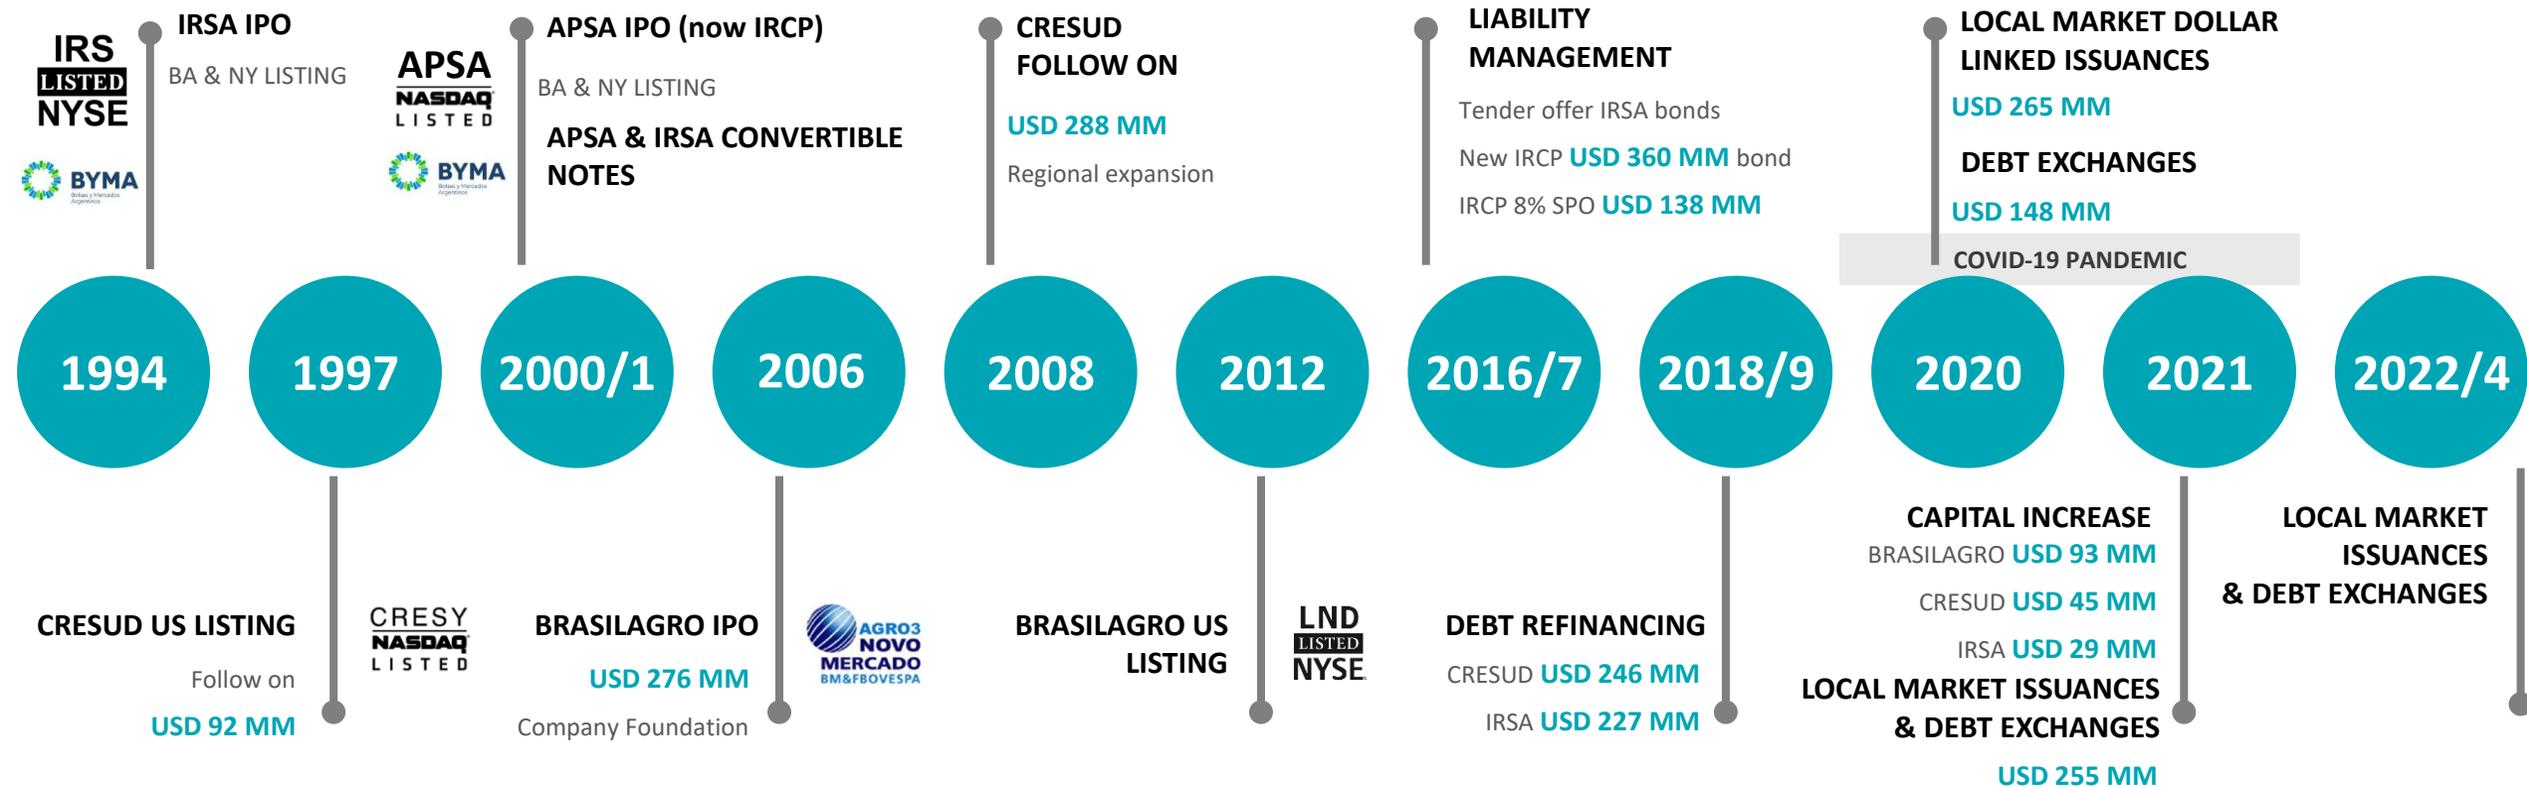 IRS
LISTED
NYSE
BYMA
Bolsas y Mercados
Argentinos
IRSA IPO
BA & NY LISTING
APSA
NASDAQ
LISTED
BYMA
Bolsas y Mercados
Argentinos
APSA IPO (now IRCP)
BA & NY LISTING
APSA & IRSA CONVERTIBLE
NOTES
CRESUD
FOLLOW ON
USD 288 MM
Regional expansion
LIABILITY
MANAGEMENT
Tender offer IRSA bonds
New IRCP USD 360 MM bond
IRCP 8% SPO USD 138 MM
LOCAL MARKET DOLLAR
LINKED ISSUANCES
USD 265 MM
DEBT EXCHANGES
USD 148 MM
COVID-19 PANDEMIC
1994
1997
2000/1
2006
2008
2012
2016/7
2018/9
2020
2021
2022/4
CRESUD US LISTING
Follow on
USD 92 MM
CRESY
NASDAQ
LISTED
BRASILAGRO IPO
USD 276 MM
Company Foundation
AGRO3
NOVO
MERCADO
BM&FBOVESPA
BRASILAGRO US
LISTING
LND
LISTED
NYSE
DEBT REFINANCING
CRESUD USD 246 MM
IRSA USD 227 MM
CAPITAL INCREASE
BRASILAGRO USD 93 MM
CRESUD USD 45 MM
IRSA USD 29 MM
LOCAL MARKET ISSUANCES
& DEBT EXCHANGES
USD 255 MM
LOCAL MARKET
ISSUANCES
& DEBT EXCHANGES